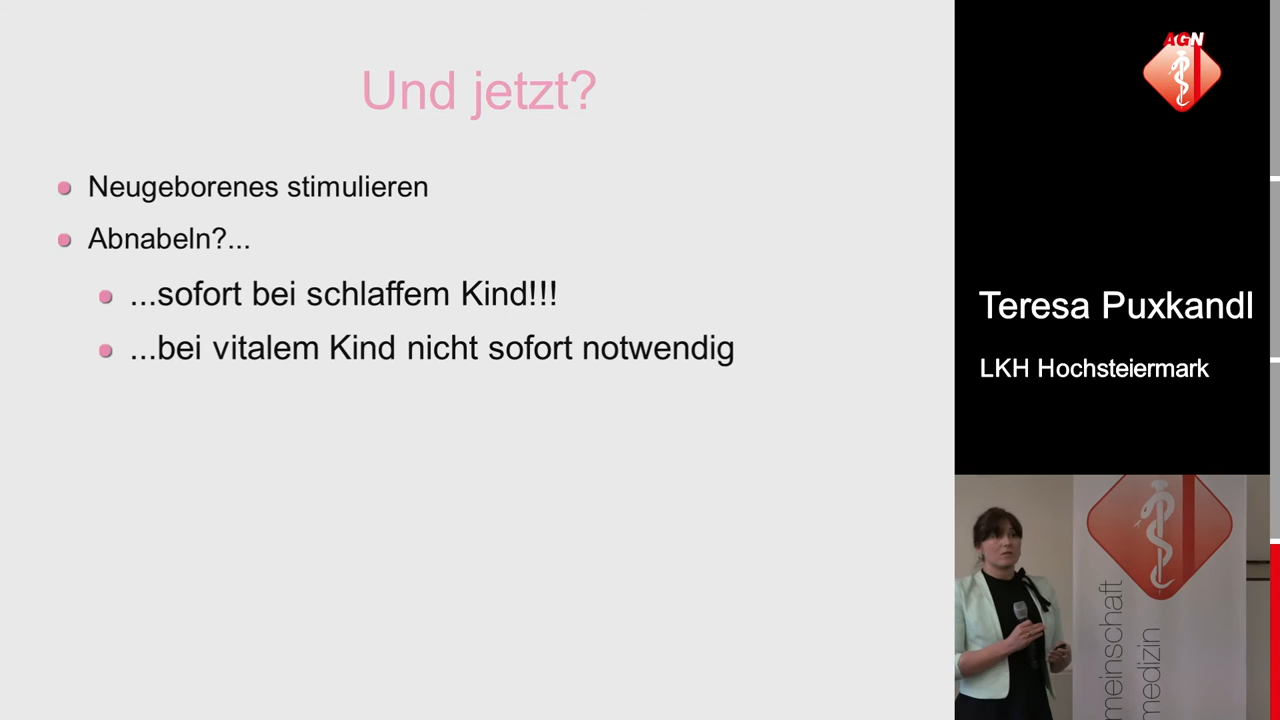 Und jetzt?
Neugeborenes stimulieren
Abnabeln?...
...sofort bei schlaffem Kind!!!
...bei vitalem Kind nicht sofort notwendig
AGN
Teresa Puxkandl
LKH Hochsteiermark
meinschaft
medizin